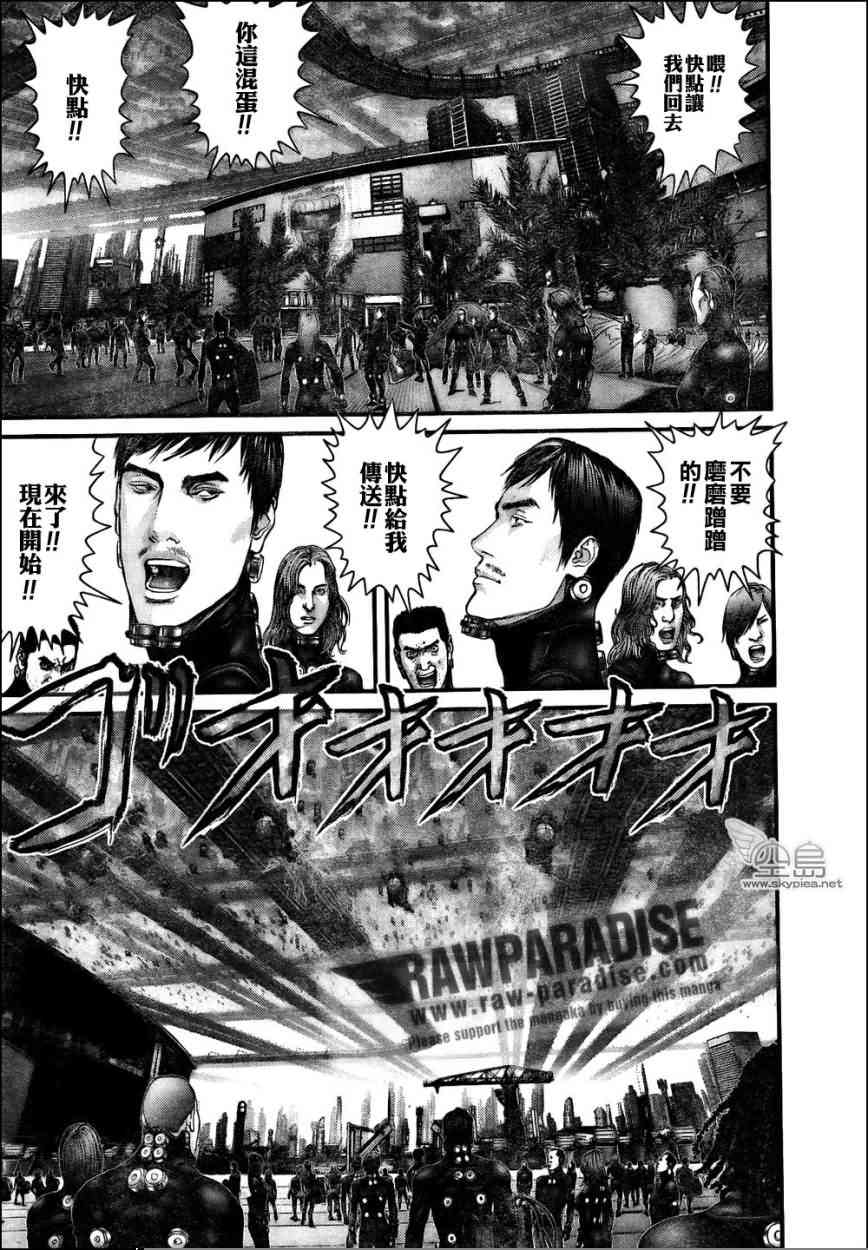 喂!!
快點讓
我們回去
你這混蛋!!
快點!!
不要
磨磨蹭蹭
的!!
快點給我
傳送!!
來了!!
現在開始!!
ゴオオオオオ
空島
www.skypiea.net
RAWPARADISE
www.raw-paradise.com
Please support the mangaka by buying this manga